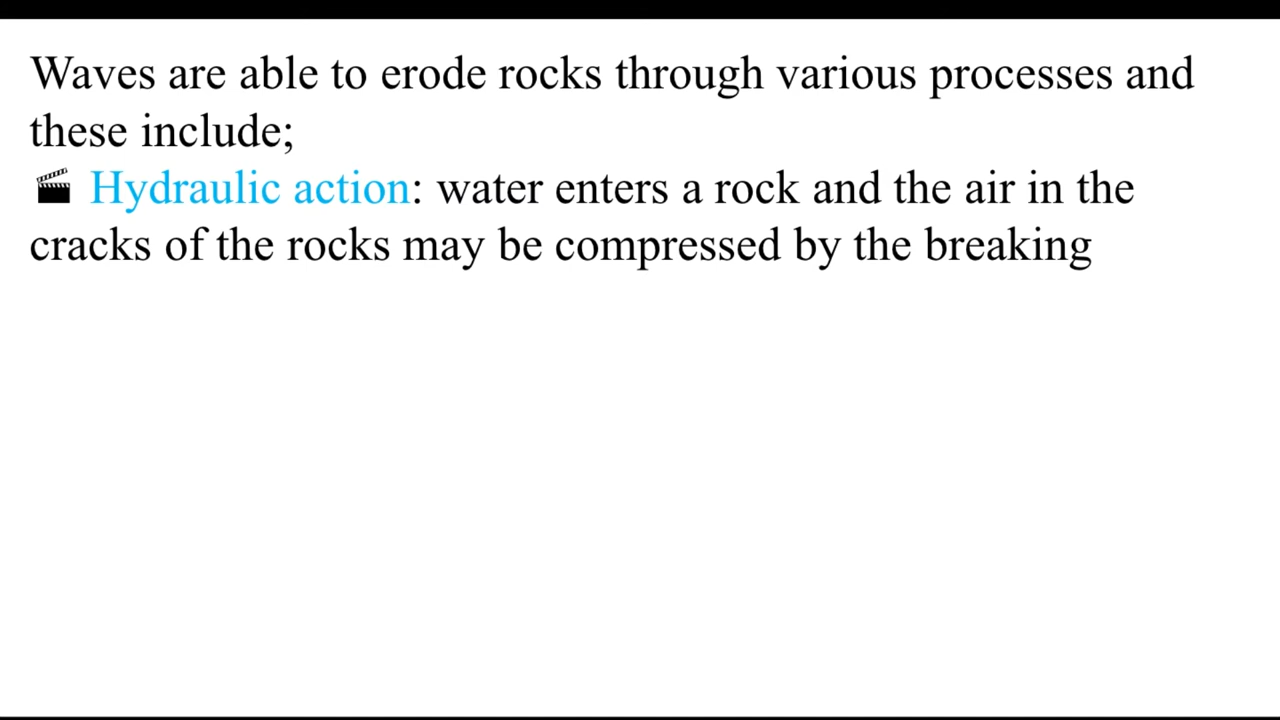 Waves are able to erode rocks through various processes and
these include;
🎬 Hydraulic action: water enters a rock and the air in the
cracks of the rocks may be compressed by the breaking